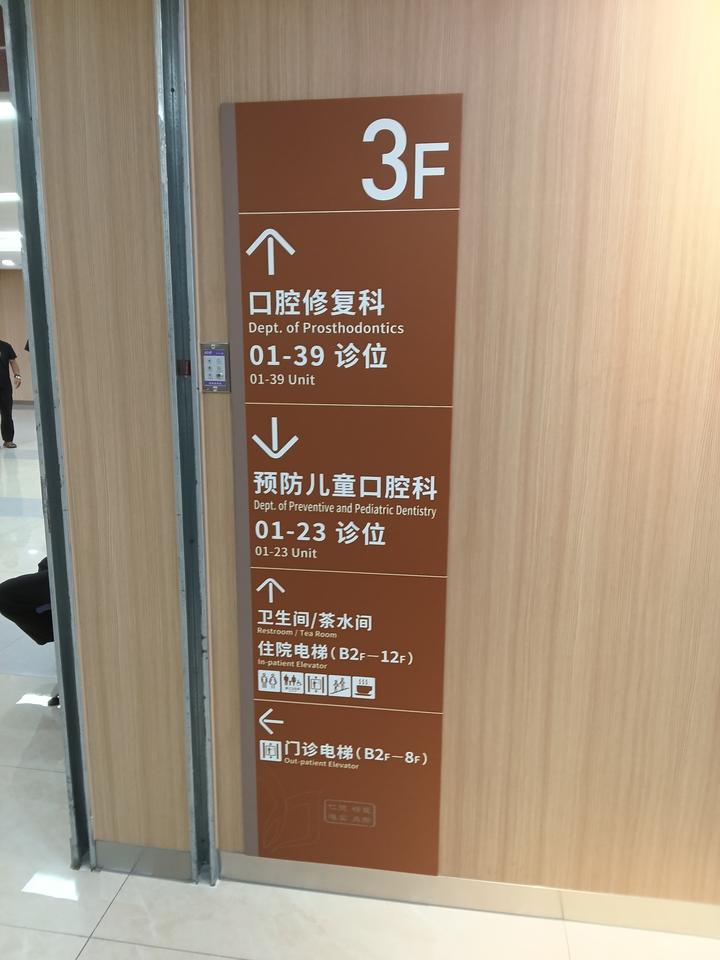 3F
口腔修复科
Dept. of Prosthodontics
01-39 诊位
01-39 Unit
预防儿童口腔科
Dept. of Preventive and Pediatric Dentistry
01-23 诊位
01-23 Unit
卫生间/茶水间
Restroom / Tea Room
住院电梯(B2F—12F)
In-patient Elevator
门诊电梯(B2F—8F)
Out-patient Elevator